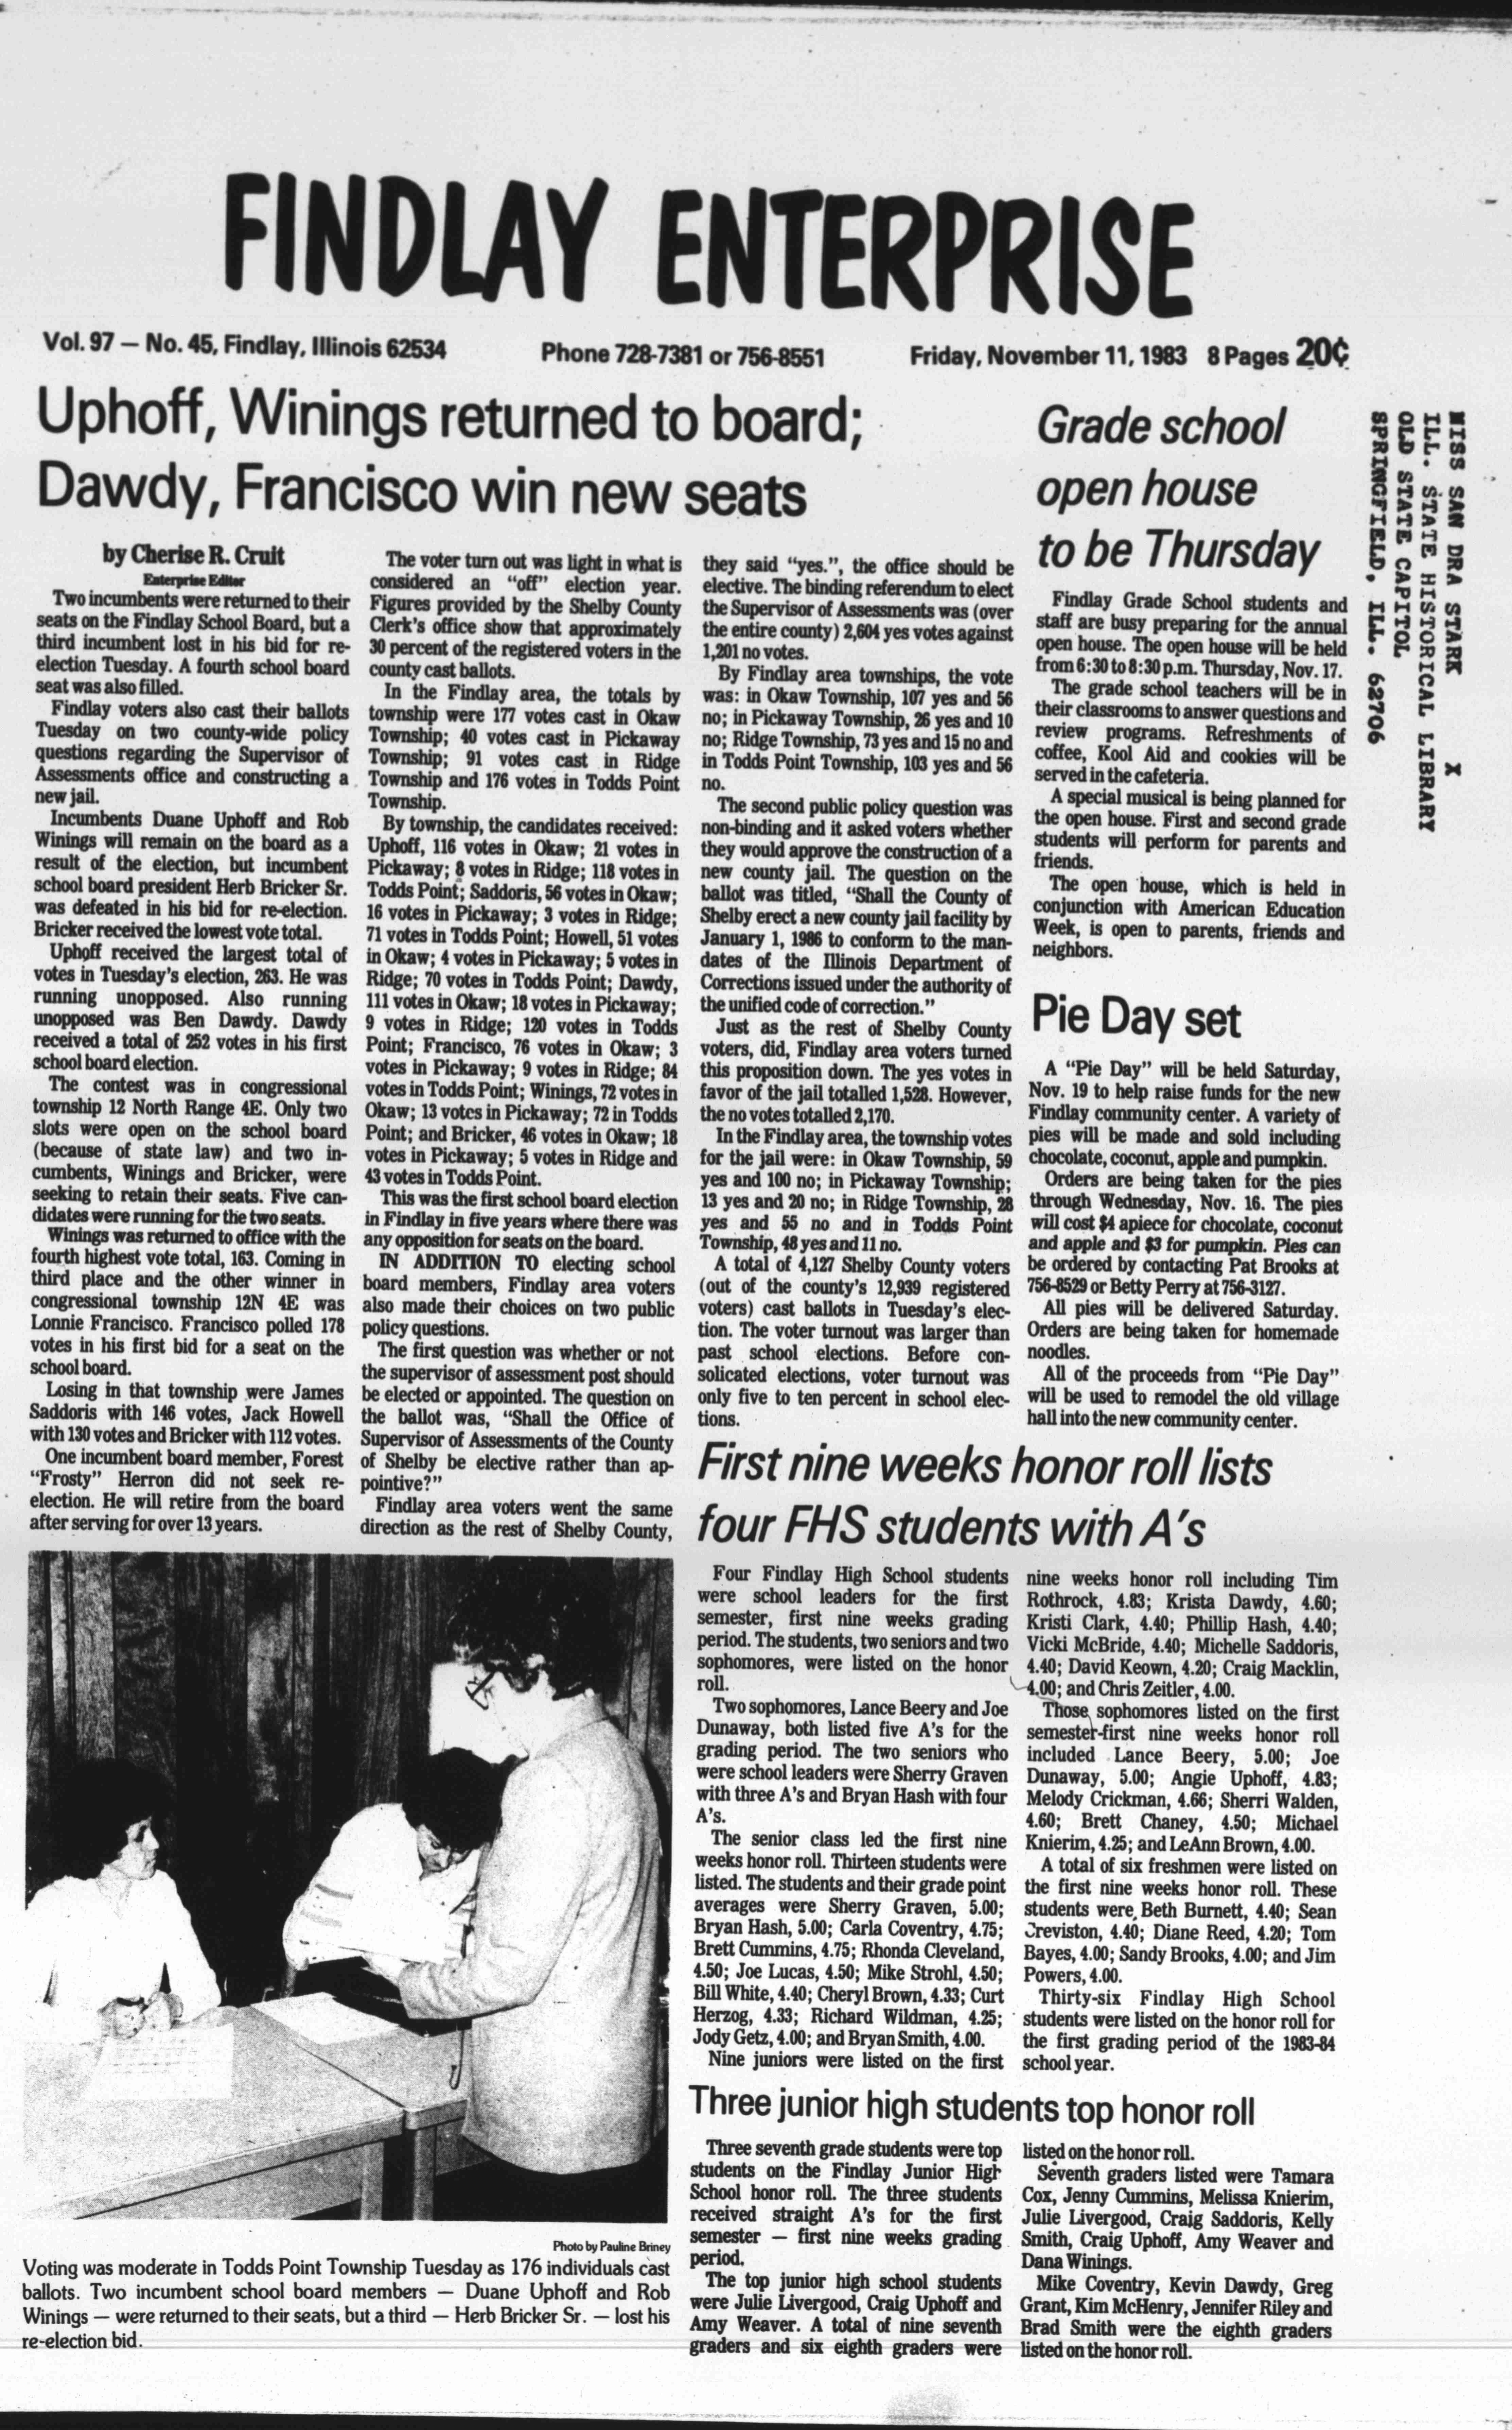 FINDLAY ENTERPRISE
Vol. 97 — No. 45, Findlay, Illinois 62534
Phone 728-7381 or 756-8551
Friday, November 11, 1983 8 Pages 20¢
MISS SAN DRA STARK X
ILL. STATE HISTORICAL LIBRARY
OLD STATE CAPITOL
SPRINGFIELD, ILL. 62706
Uphoff, Winings returned to board;
Dawdy, Francisco win new seats
by Cherise R. Cruit
Enterprise Editor
Two incumbents were returned to their
seats on the Findlay School Board, but a
third incumbent lost in his bid for re-
election Tuesday. A fourth school board
seat was also filled.
Findlay voters also cast their ballots
Tuesday on two county-wide policy
questions regarding the Supervisor of
Assessments office and constructing a
new jail.
Incumbents Duane Uphoff and Rob
Winings will remain on the board as a
result of the election, but incumbent
school board president Herb Bricker Sr.
was defeated in his bid for re-election.
Bricker received the lowest vote total.
Uphoff received the largest total of
votes in Tuesday's election, 263. He was
running unopposed. Also running
unopposed was Ben Dawdy. Dawdy
received a total of 252 votes in his first
school board election.
The contest was in congressional
township 12 North Range 4E. Only two
slots were open on the school board
(because of state law) and two in-
cumbents, Winings and Bricker, were
seeking to retain their seats. Five can-
didates were running for the two seats.
Winings was returned to office with the
fourth highest vote total, 163. Coming in
third place and the other winner in
congressional township 12N 4E was
Lonnie Francisco. Francisco polled 178
votes in his first bid for a seat on the
school board.
Losing in that township were James
Saddoris with 146 votes, Jack Howell
with 130 votes and Bricker with 112 votes.
One incumbent board member, Forest
"Frosty" Herron did not seek re-
election. He will retire from the board
after serving for over 13 years.
The voter turn out was light in what is
considered an "off" election year.
Figures provided by the Shelby County
Clerk's office show that approximately
30 percent of the registered voters in the
county cast ballots.
In the Findlay area, the totals by
township were 177 votes cast in Okaw
Township; 40 votes cast in Pickaway
Township; 91 votes cast in Ridge
Township and 176 votes in Todds Point
Township.
By township, the candidates received:
Uphoff, 116 votes in Okaw; 21 votes in
Pickaway; 8 votes in Ridge; 118 votes in
Todds Point; Saddoris, 56 votes in Okaw;
16 votes in Pickaway; 3 votes in Ridge;
71 votes in Todds Point; Howell, 51 votes
in Okaw; 4 votes in Pickaway; 5 votes in
Ridge; 70 votes in Todds Point; Dawdy,
111 votes in Okaw; 18 votes in Pickaway;
9 votes in Ridge; 120 votes in Todds
Point; Francisco, 76 votes in Okaw; 3
votes in Pickaway; 9 votes in Ridge; 84
votes in Todds Point; Winings, 72 votes in
Okaw; 13 votes in Pickaway; 72 in Todds
Point; and Bricker, 46 votes in Okaw; 18
votes in Pickaway; 5 votes in Ridge and
43 votes in Todds Point.
This was the first school board election
in Findlay in five years where there was
any opposition for seats on the board.
IN ADDITION TO electing school
board members, Findlay area voters
also made their choices on two public
policy questions.
The first question was whether or not
the supervisor of assessment post should
be elected or appointed. The question on
the ballot was, "Shall the Office of
Supervisor of Assessments of the County
of Shelby be elective rather than ap-
pointive?"
Findlay area voters went the same
direction as the rest of Shelby County,
they said "yes.", the office should be
elective. The binding referendum to elect
the Supervisor of Assessments was (over
the entire county) 2,604 yes votes against
1,201 no votes.
By Findlay area townships, the vote
was: in Okaw Township, 107 yes and 56
no; in Pickaway Township, 26 yes and 10
no; Ridge Township, 73 yes and 15 no and
in Todds Point Township, 103 yes and 56
no.
The second public policy question was
non-binding and it asked voters whether
they would approve the construction of a
new county jail. The question on the
ballot was titled, "Shall the County of
Shelby erect a new county jail facility by
January 1, 1986 to conform to the man-
dates of the Illinois Department of
Corrections issued under the authority of
the unified code of correction."
Just as the rest of Shelby County
voters, did, Findlay area voters turned
this proposition down. The yes votes in
favor of the jail totalled 1,528. However,
the no votes totalled 2,170.
In the Findlay area, the township votes
for the jail were: in Okaw Township, 59
yes and 100 no; in Pickaway Township;
13 yes and 20 no; in Ridge Township, 28
yes and 55 no and in Todds Point
Township, 48 yes and 11 no.
A total of 4,127 Shelby County voters
(out of the county's 12,939 registered
voters) cast ballots in Tuesday's elec-
tion. The voter turnout was larger than
past school elections. Before con-
solicated elections, voter turnout was
only five to ten percent in school elec-
tions.
Grade school
open house
to be Thursday
Findlay Grade School students and
staff are busy preparing for the annual
open house. The open house will be held
from 6:30 to 8:30 p.m. Thursday, Nov. 17.
The grade school teachers will be in
their classrooms to answer questions and
review programs. Refreshments of
coffee, Kool Aid and cookies will be
served in the cafeteria.
A special musical is being planned for
the open house. First and second grade
students will perform for parents and
friends.
The open house, which is held in
conjunction with American Education
Week, is open to parents, friends and
neighbors.
Pie Day set
A "Pie Day" will be held Saturday,
Nov. 19 to help raise funds for the new
Findlay community center. A variety of
pies will be made and sold including
chocolate, coconut, apple and pumpkin.
Orders are being taken for the pies
through Wednesday, Nov. 16. The pies
will cost $4 apiece for chocolate, coconut
and apple and $3 for pumpkin. Pies can
be ordered by contacting Pat Brooks at
756-8529 or Betty Perry at 756-3127.
All pies will be delivered Saturday.
Orders are being taken for homemade
noodles.
All of the proceeds from "Pie Day"
will be used to remodel the old village
hall into the new community center.
First nine weeks honor roll lists
four FHS students with A's
Four Findlay High School students
were school leaders for the first
semester, first nine weeks grading
period. The students, two seniors and two
sophomores, were listed on the honor
roll.
Two sophomores, Lance Beery and Joe
Dunaway, both listed five A's for the
grading period. The two seniors who
were school leaders were Sherry Graven
with three A's and Bryan Hash with four
A's.
The senior class led the first nine
weeks honor roll. Thirteen students were
listed. The students and their grade point
averages were Sherry Graven, 5.00;
Bryan Hash, 5.00; Carla Coventry, 4.75;
Brett Cummins, 4.75; Rhonda Cleveland,
4.50; Joe Lucas, 4.50; Mike Strohl, 4.50;
Bill White, 4.40; Cheryl Brown, 4.33; Curt
Herzog, 4.33; Richard Wildman, 4.25;
Jody Getz, 4.00; and Bryan Smith, 4.00.
Nine juniors were listed on the first
nine weeks honor roll including Tim
Rothrock, 4.83; Krista Dawdy, 4.60;
Kristi Clark, 4.40; Phillip Hash, 4.40;
Vicki McBride, 4.40; Michelle Saddoris,
4.40; David Keown, 4.20; Craig Macklin,
4.00; and Chris Zeitler, 4.00.
Those sophomores listed on the first
semester-first nine weeks honor roll
included Lance Beery, 5.00; Joe
Dunaway, 5.00; Angie Uphoff, 4.83;
Melody Crickman, 4.66; Sherri Walden,
4.60; Brett Chaney, 4.50; Michael
Knierim, 4.25; and LeAnn Brown, 4.00.
A total of six freshmen were listed on
the first nine weeks honor roll. These
students were Beth Burnett, 4.40; Sean
Creviston, 4.40; Diane Reed, 4.20; Tom
Bayes, 4.00; Sandy Brooks, 4.00; and Jim
Powers, 4.00.
Thirty-six Findlay High School
students were listed on the honor roll for
the first grading period of the 1983-84
school year.
Three junior high students top honor roll
Three seventh grade students were top
students on the Findlay Junior High
School honor roll. The three students
received straight A's for the first
semester — first nine weeks grading
period.
The top junior high school students
were Julie Livergood, Craig Uphoff and
Amy Weaver. A total of nine seventh
graders and six eighth graders were
listed on the honor roll.
Seventh graders listed were Tamara
Cox, Jenny Cummins, Melissa Knierim,
Julie Livergood, Craig Saddoris, Kelly
Smith, Craig Uphoff, Amy Weaver and
Dana Winings.
Mike Coventry, Kevin Dawdy, Greg
Grant, Kim McHenry, Jennifer Riley and
Brad Smith were the eighth graders
listed on the honor roll.
Photo by Pauline Briney
Voting was moderate in Todds Point Township Tuesday as 176 individuals cast
ballots. Two incumbent school board members — Duane Uphoff and Rob
Winings — were returned to their seats, but a third — Herb Bricker Sr. — lost his
re-election bid.